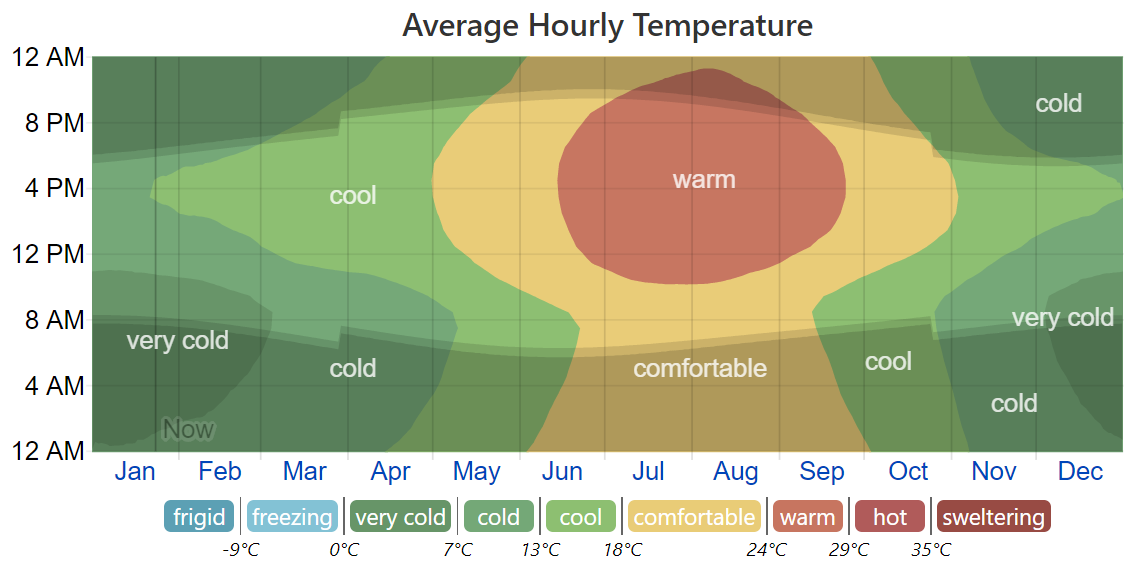 Average Hourly Temperature
12 AM
cold
8 PM
warm
4 PM
cool
12 PM
8 AM
very cold
very cold
cold
comfortable
cool
4 AM
cold
Now
12 AM
Jan Feb Mar Apr May Jun Jul Aug Sep Oct Nov Dec
frigid freezing very cold cold cool comfortable warm hot sweltering
-9°C 0°C 7°C 13°C 18°C 24°C 29°C 35°C